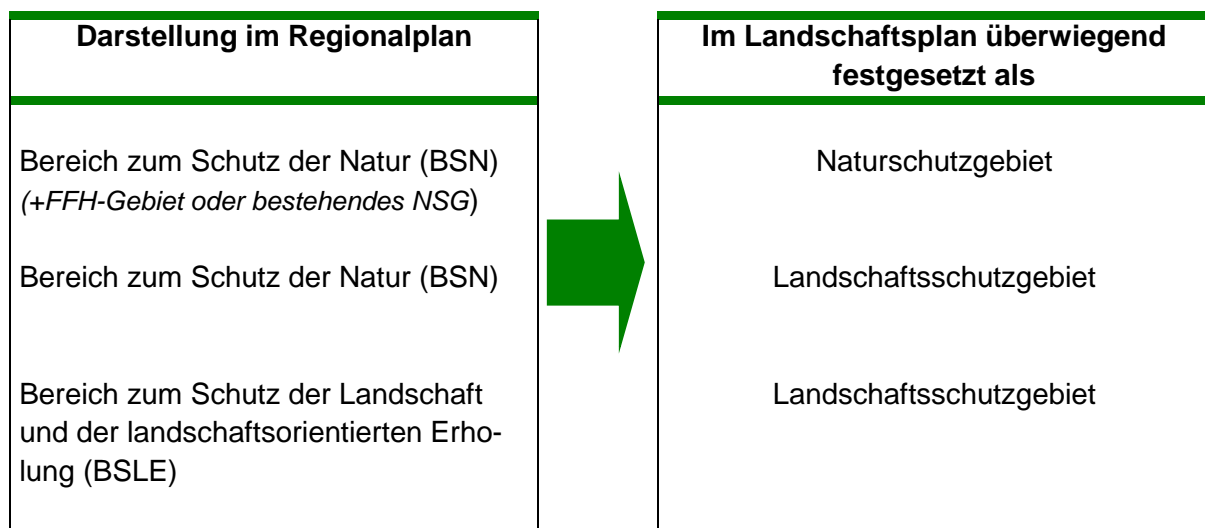 Darstellung im Regionalplan
Im Landschaftsplan überwiegend
festgesetzt als
Bereich zum Schutz der Natur (BSN)
(+FFH-Gebiet oder bestehendes NSG)
Naturschutzgebiet
Bereich zum Schutz der Natur (BSN)
Landschaftsschutzgebiet
Bereich zum Schutz der Landschaft
und der landschaftsorientierten Erho-
lung (BSLE)
Landschaftsschutzgebiet